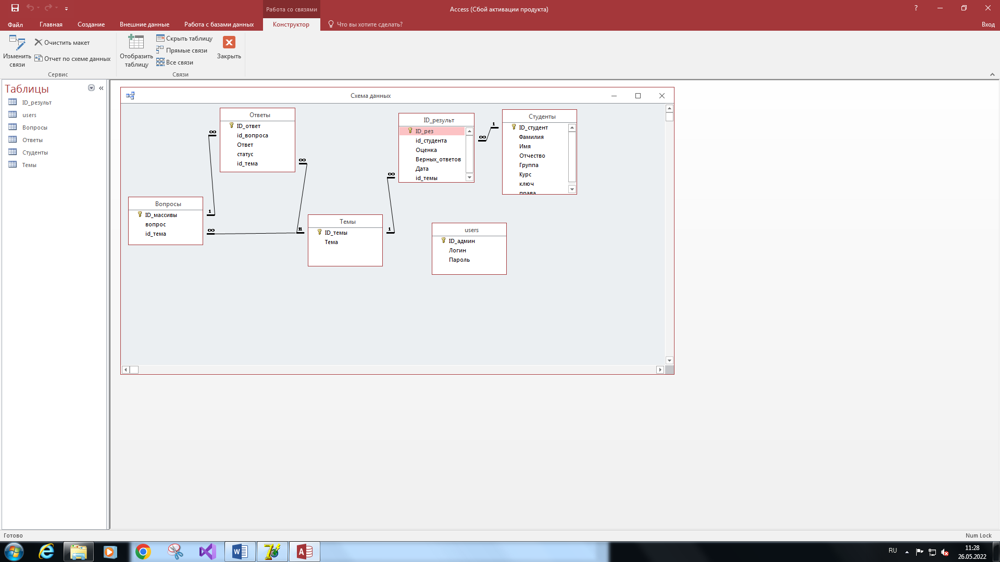 Работа со связями
Access (Сбой активации продукта)
?
Файл
Главная
Создание
Внешние данные
Работа с базами данных
Конструктор
Что вы хотите сделать?
Вход
Изменить
связи
Очистить макет
Отчет по схеме данных
Сервис
Отобразить
таблицу
Скрыть таблицу
Прямые связи
Все связи
Связи
Закрыть
Таблицы
«
ID_результ
users
Вопросы
Ответы
Студенты
Темы
Схема данных
Ответы
ID_ответ
id_вопроса
Ответ
статус
id_тема
ID_результ
ID_рез
id_студента
Оценка
Верных_ответов
Дата
id_темы
Студенты
ID_студент
Фамилия
Имя
Отчество
Группа
Курс
ключ
права
Вопросы
ID_массивы
вопрос
id_тема
Темы
ID_темы
Тема
users
ID_админ
Логин
Пароль
∞
1
∞
1
∞
1
∞
1
∞
1
Готово
Num Lock
RU
11:28
26.05.2022